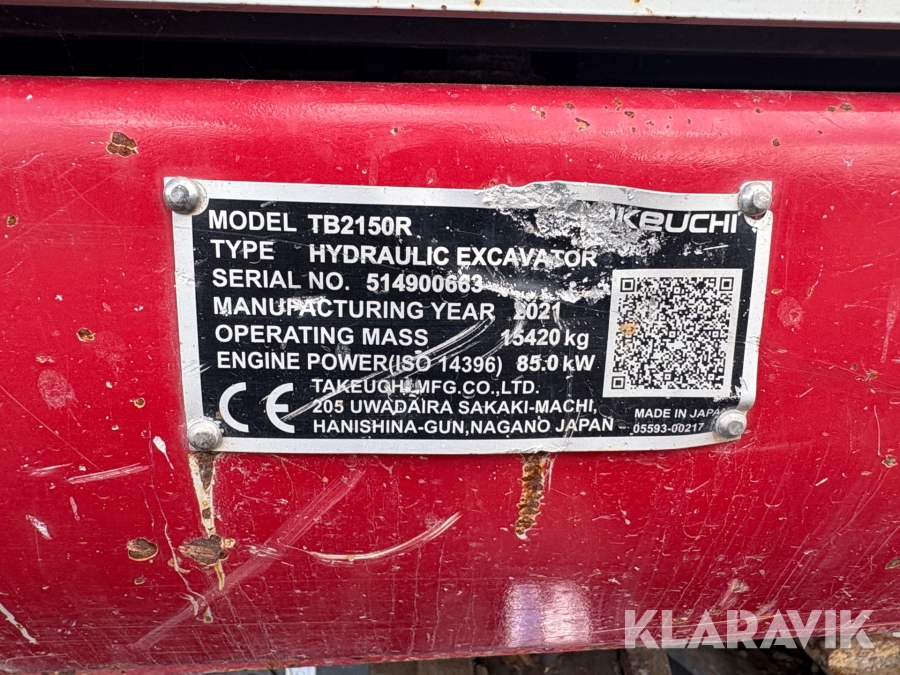 MODEL TB2150R
KEUCHI
TYPE HYDRAULIC EXCAVATOR
SERIAL NO. 514900663
MANUFACTURING YEAR 2021
OPERATING MASS 15420 kg
ENGINE POWER(ISO 14396) 85.0 kW
CE
TAKEUCHI MFG.CO.,LTD.
205 UWADAIRA SAKAKI-MACHI,
HANISHINA-GUN,NAGANO JAPAN
MADE IN JAPAN
05593-00217
KLARAVIK